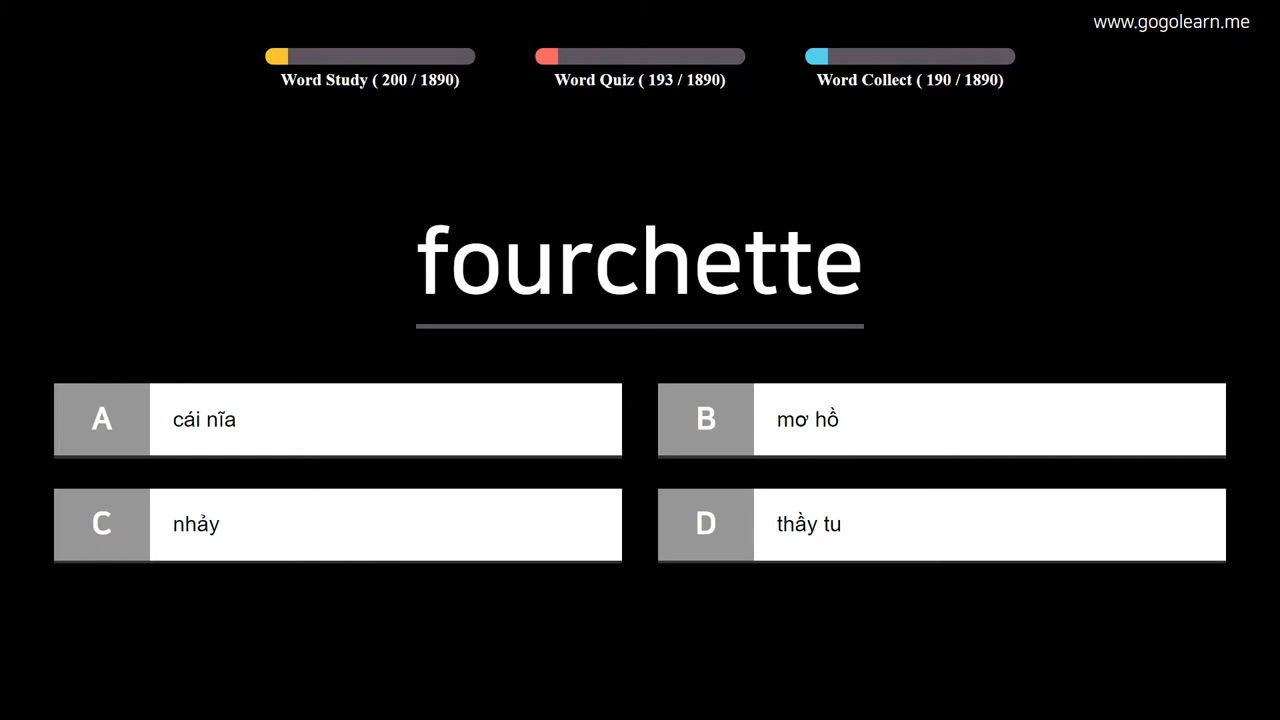 www.gogolearn.me
Word Study ( 200 / 1890)
Word Quiz ( 193 / 1890)
Word Collect ( 190 / 1890)
fourchette
A cái nĩa
B mơ hồ
C nhảy
D thầy tu